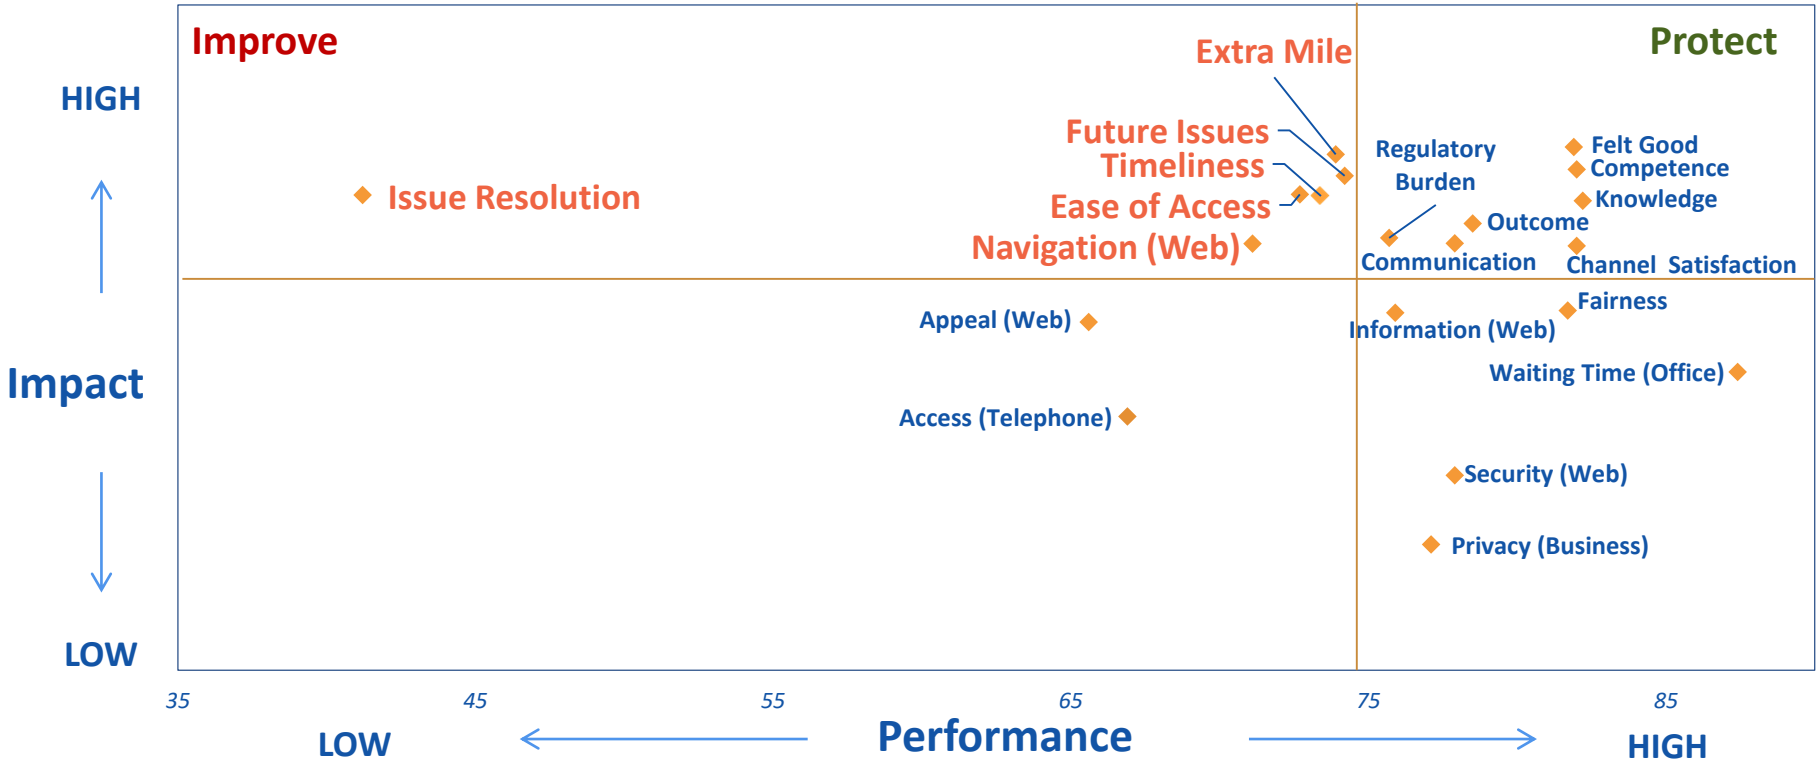 Improve
Protect
Extra Mile
HIGH
Future Issues
Regulatory
Burden
Felt Good
Timeliness
Competence
Issue Resolution
Ease of Access
Knowledge
Outcome
Navigation (Web)
Communication
Channel Satisfaction
Fairness
Appeal (Web)
Information (Web)
Impact
Waiting Time (Office)
Access (Telephone)
Security (Web)
Privacy (Business)
LOW
35 45 55 65 75 85
LOW
Performance
HIGH